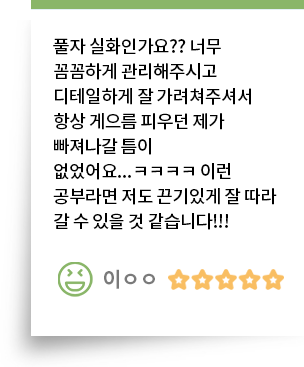 풀자 실화인가요?? 너무
꼼꼼하게 관리해주시고
디테일하게 잘 가려쳐주셔서
항상 게으름 피우던 제가
빠져나갈 틈이
없었어요...ㅋㅋㅋㅋ 이런
공부라면 저도 끈기있게 잘 따라
갈 수 있을 것 같습니다!!!
이ㅇㅇ